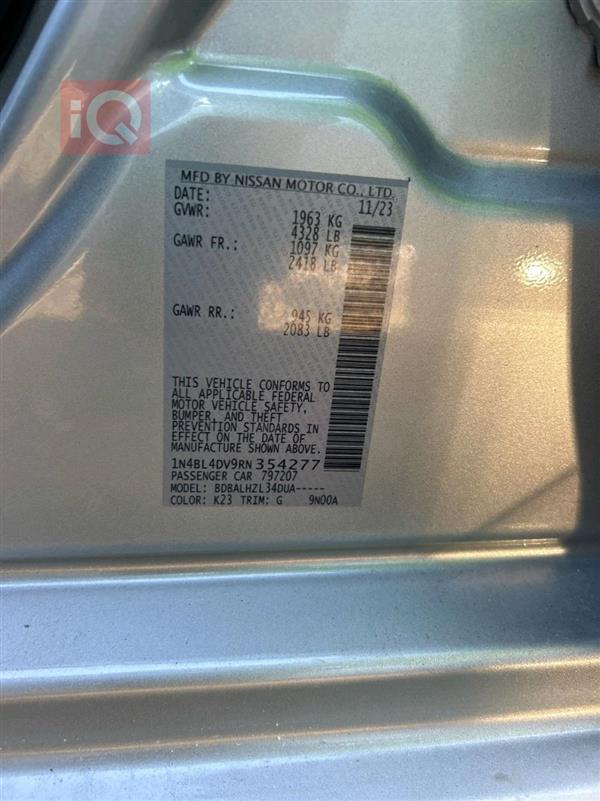 iQ
MFD BY NISSAN MOTOR CO., LTD.
DATE: 11/23
GVWR: 1963 KG
4328 LB
GAWR FR.: 1097 KG
2418 LB
GAWR RR.: 945 KG
2083 LB
THIS VEHICLE CONFORMS TO
ALL APPLICABLE FEDERAL
MOTOR VEHICLE SAFETY,
BUMPER, AND THEFT
PREVENTION STANDARDS IN
EFFECT ON THE DATE OF
MANUFACTURE SHOWN ABOVE.
1N4BL4DV9RN354277
PASSENGER CAR 797207
MODEL: BDBALHZL34DUA-----
COLOR: K23 TRIM: G 9N00A